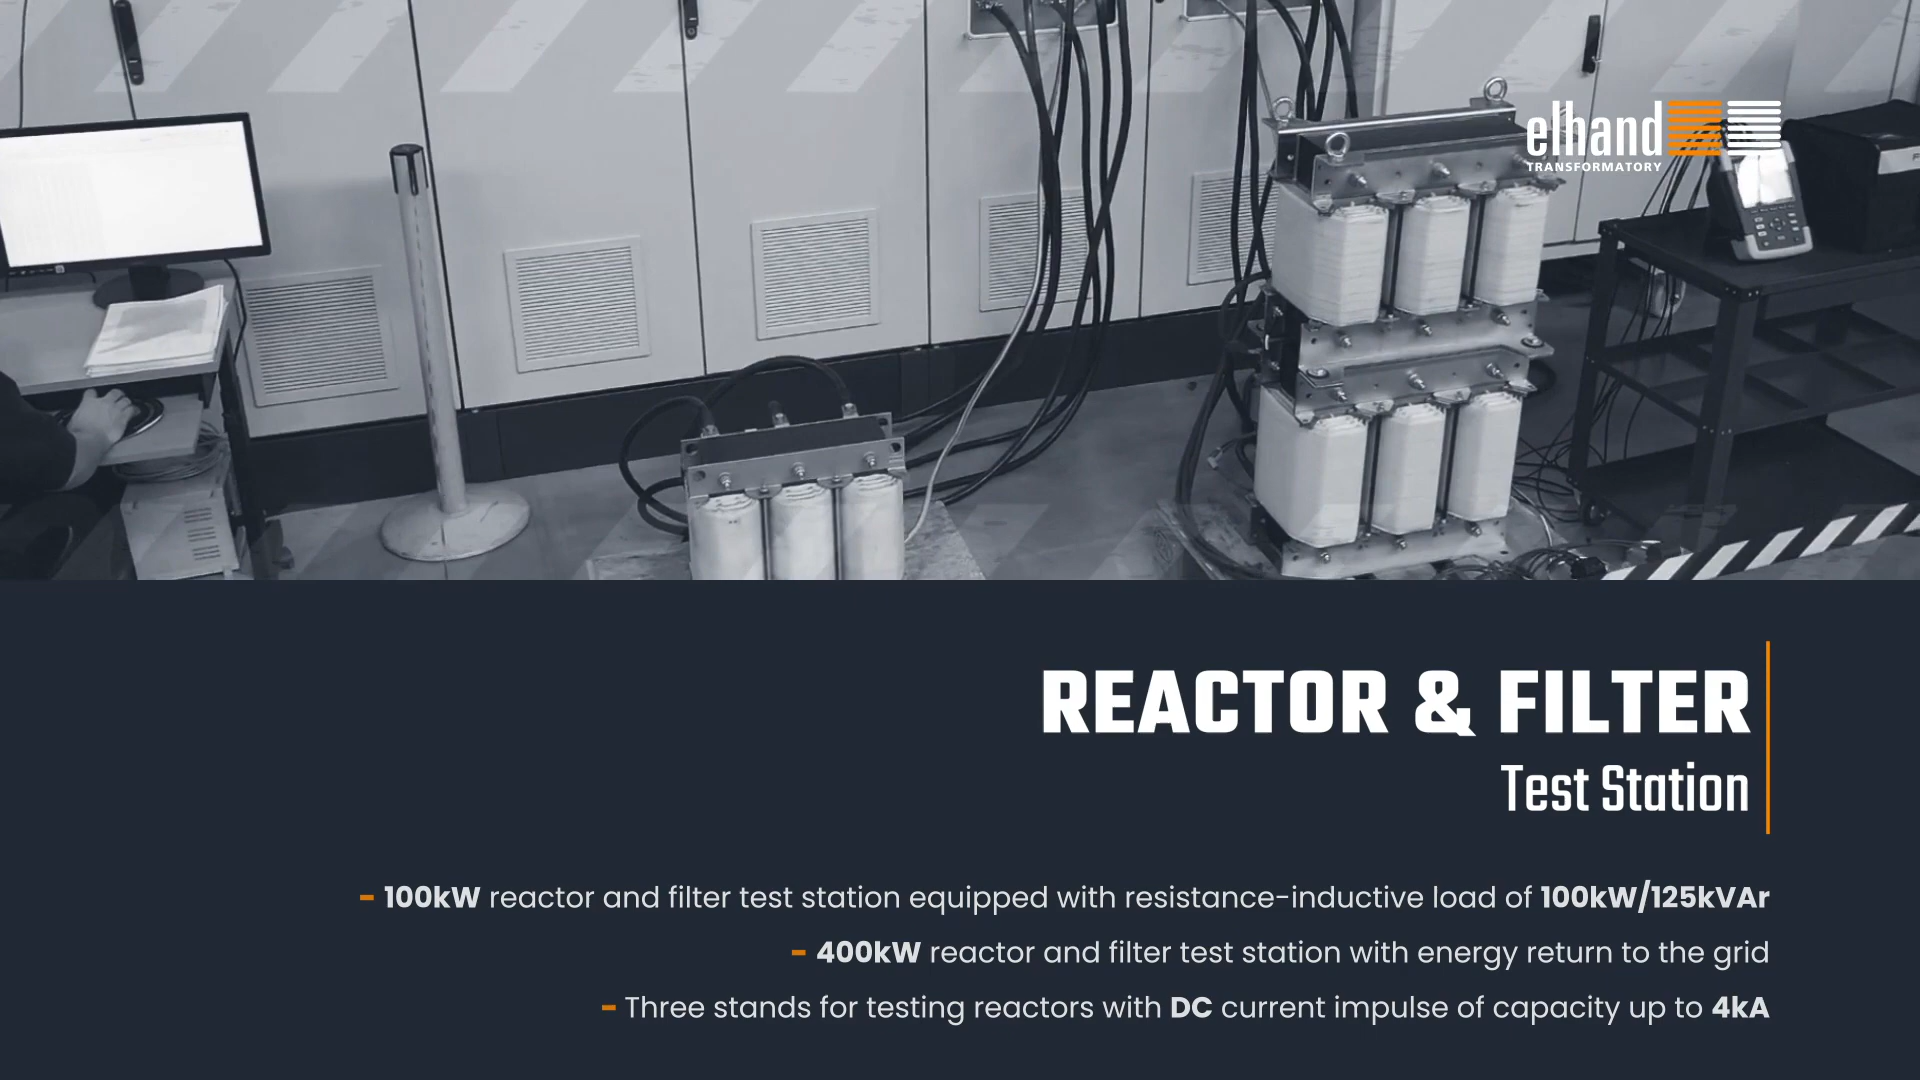 elhand
TRANSFORMATORY
REACTOR & FILTER
Test Station
- 100kW reactor and filter test station equipped with resistance-inductive load of 100kW/125kVAr
- 400kW reactor and filter test station with energy return to the grid
- Three stands for testing reactors with DC current impulse of capacity up to 4kA